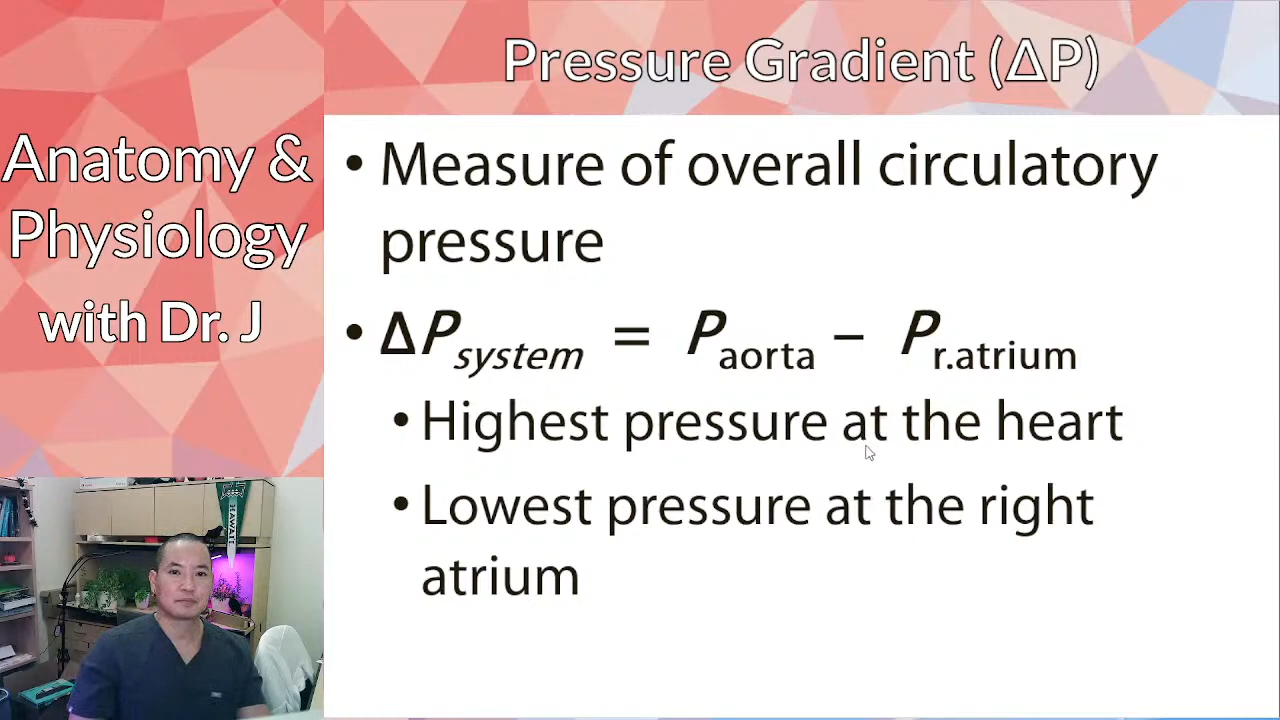 Pressure Gradient (ΔP)
Anatomy &
Physiology
with Dr. J
• Measure of overall circulatory
pressure
• ΔPsystem = Paorta – Pr.atrium
• Highest pressure at the heart
• Lowest pressure at the right
atrium
HAWAII